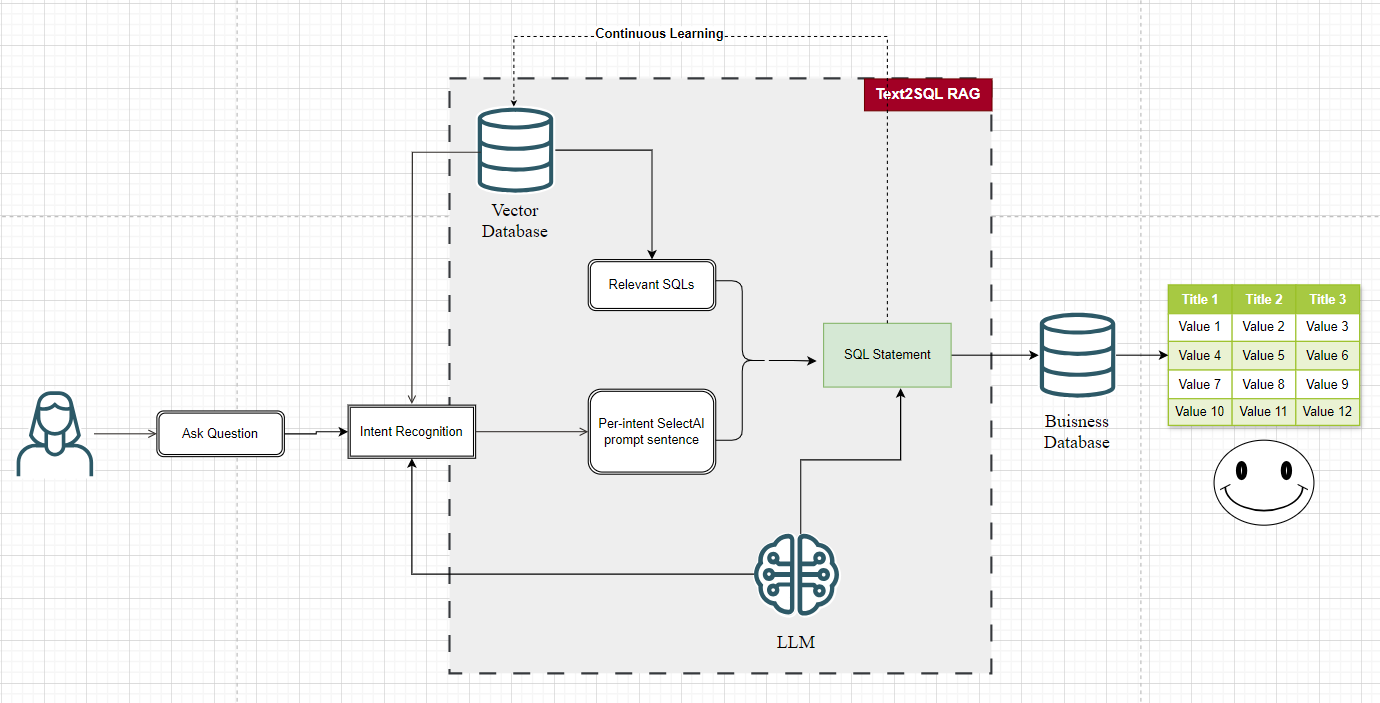 Continuous Learning
Text2SQL RAG
Vector
Database
Relevant SQLs
SQL Statement
Ask Question
Intent Recognition
Per-intent SelectAI
prompt sentence
LLM
Buisness
Database
Title 1 Title 2 Title 3
Value 1 Value 2 Value 3
Value 4 Value 5 Value 6
Value 7 Value 8 Value 9
Value 10 Value 11 Value 12